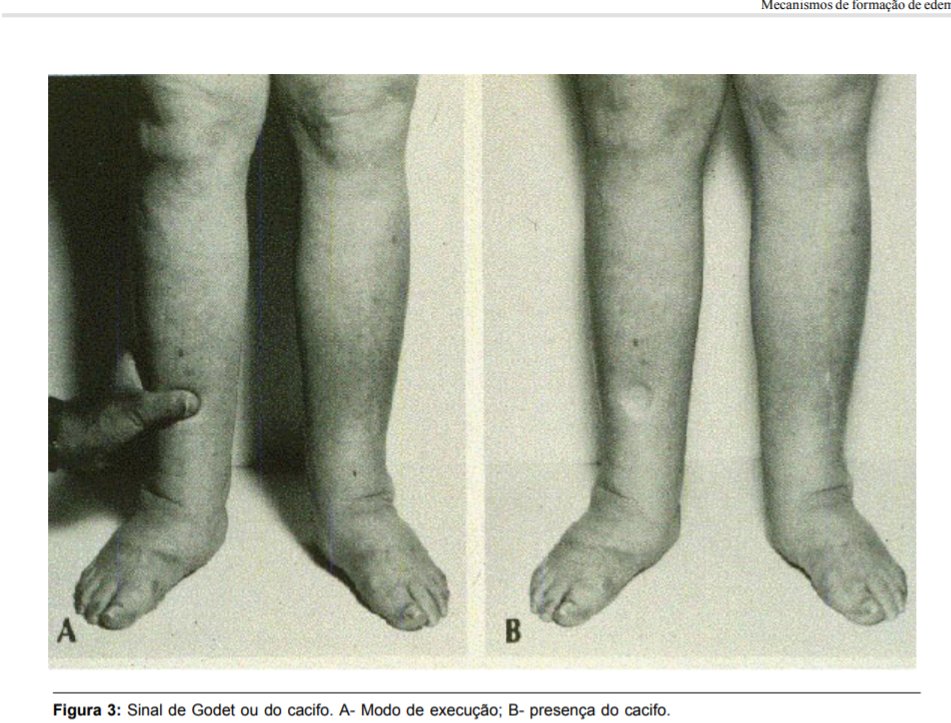 Mecanismos de formação de edem
A
B
Figura 3: Sinal de Godet ou do cacifo. A- Modo de execução; B- presença do cacifo.